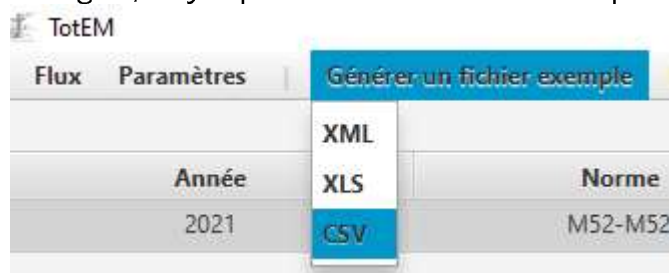 TotEM
Flux Paramètres Générer un fichier exemple
XML
Année XLS Norme
2021 CSV M52-M52